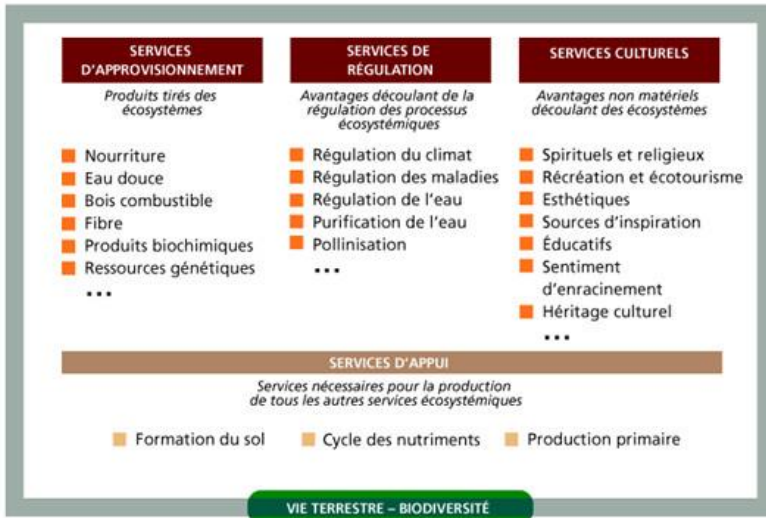 SERVICES
D'APPROVISIONNEMENT
Produits tirés des
écosystèmes
Nourriture
Eau douce
Bois combustible
Fibre
Produits biochimiques
Ressources génétiques
...
SERVICES DE
RÉGULATION
Avantages découlant de la
régulation des processus
écosystémiques
Régulation du climat
Régulation des maladies
Régulation de l'eau
Purification de l'eau
Pollinisation
...
SERVICES CULTURELS
Avantages non matériels
découlant des écosystèmes
Spirituels et religieux
Récréation et écotourisme
Esthétiques
Sources d'inspiration
Éducatifs
Sentiment
d'enracinement
Héritage culturel
...
SERVICES D'APPUI
Services nécessaires pour la production
de tous les autres services écosystémiques
Formation du sol
Cycle des nutriments
Production primaire
VIE TERRESTRE – BIODIVERSITÉ